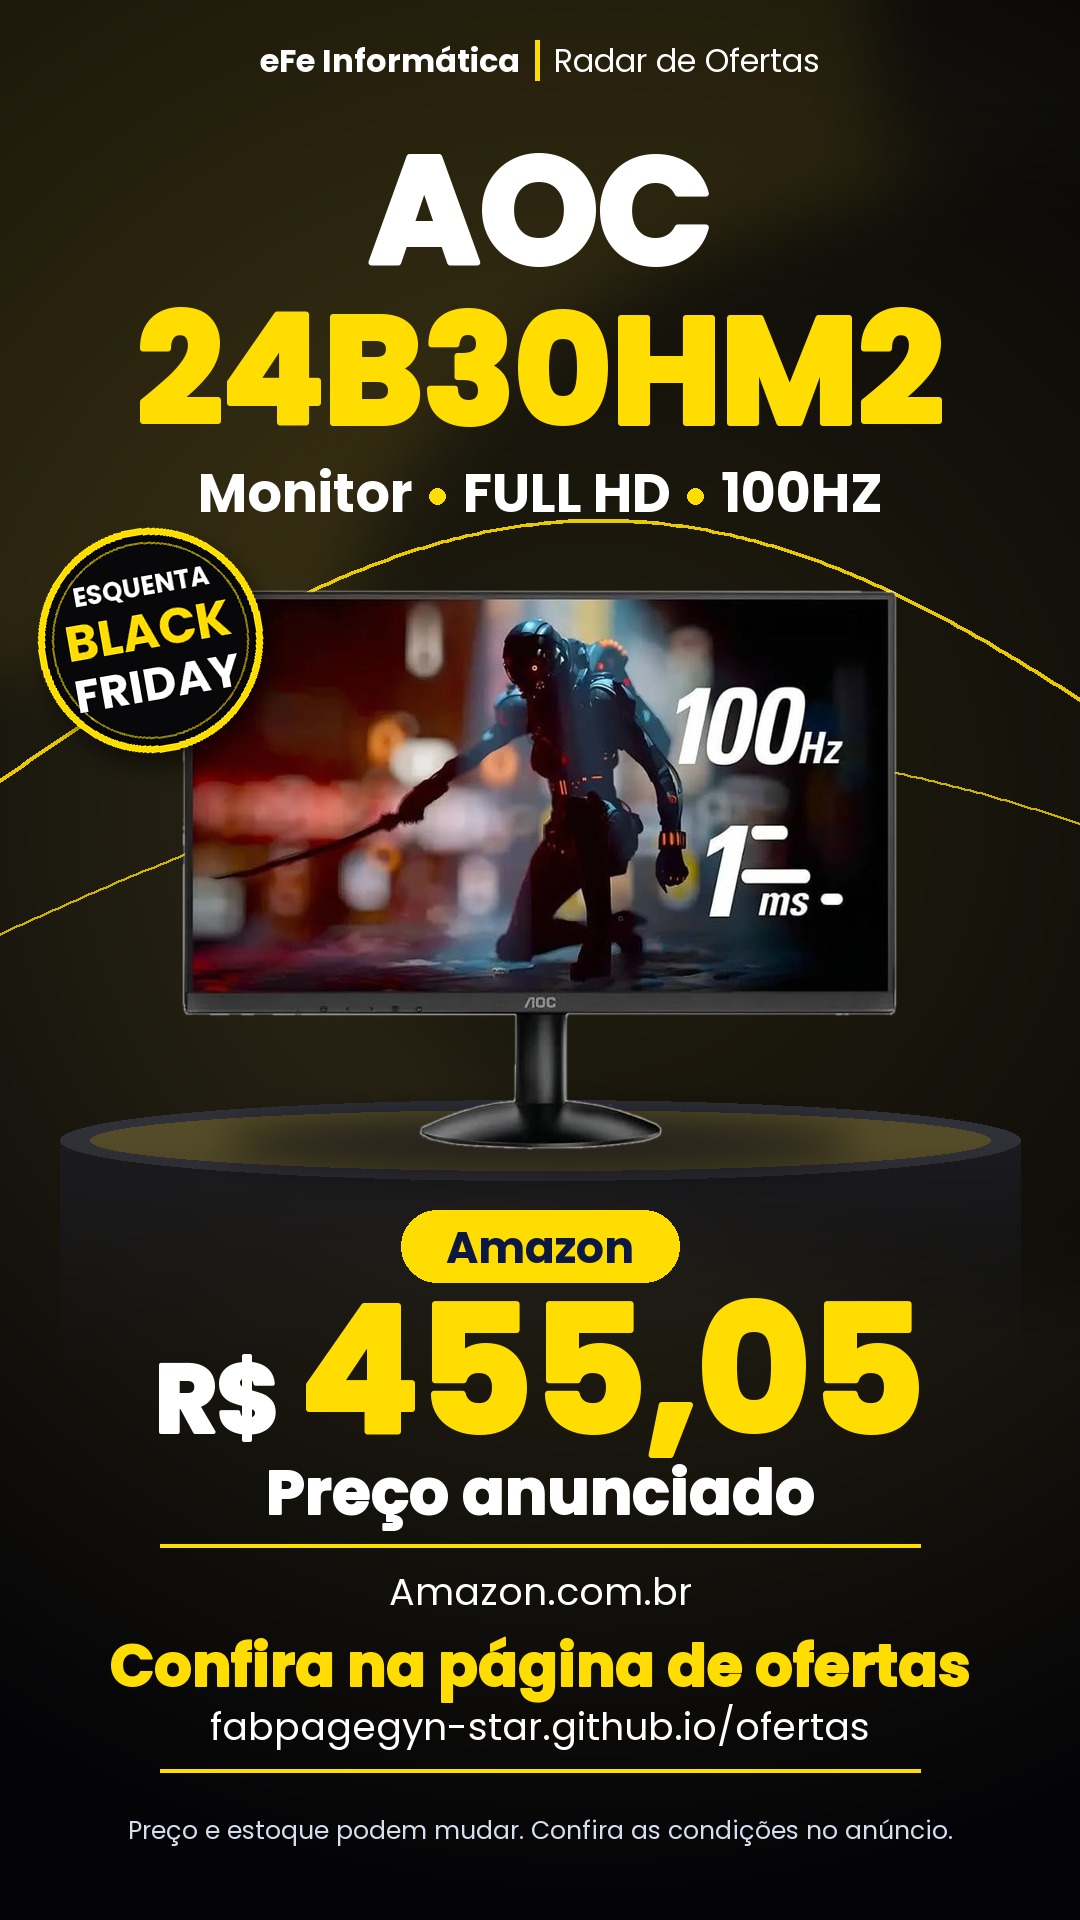 eFe Informática | Radar de Ofertas
AOC
24B30HM2
Monitor • FULL HD • 100HZ
ESQUENTA
BLACK
FRIDAY
100Hz
1ms
AOC
Amazon
R$ 455,05
Preço anunciado
Amazon.com.br
Confira na página de ofertas
fabpagegyn-star.github.io/ofertas
Preço e estoque podem mudar. Confira as condições no anúncio.